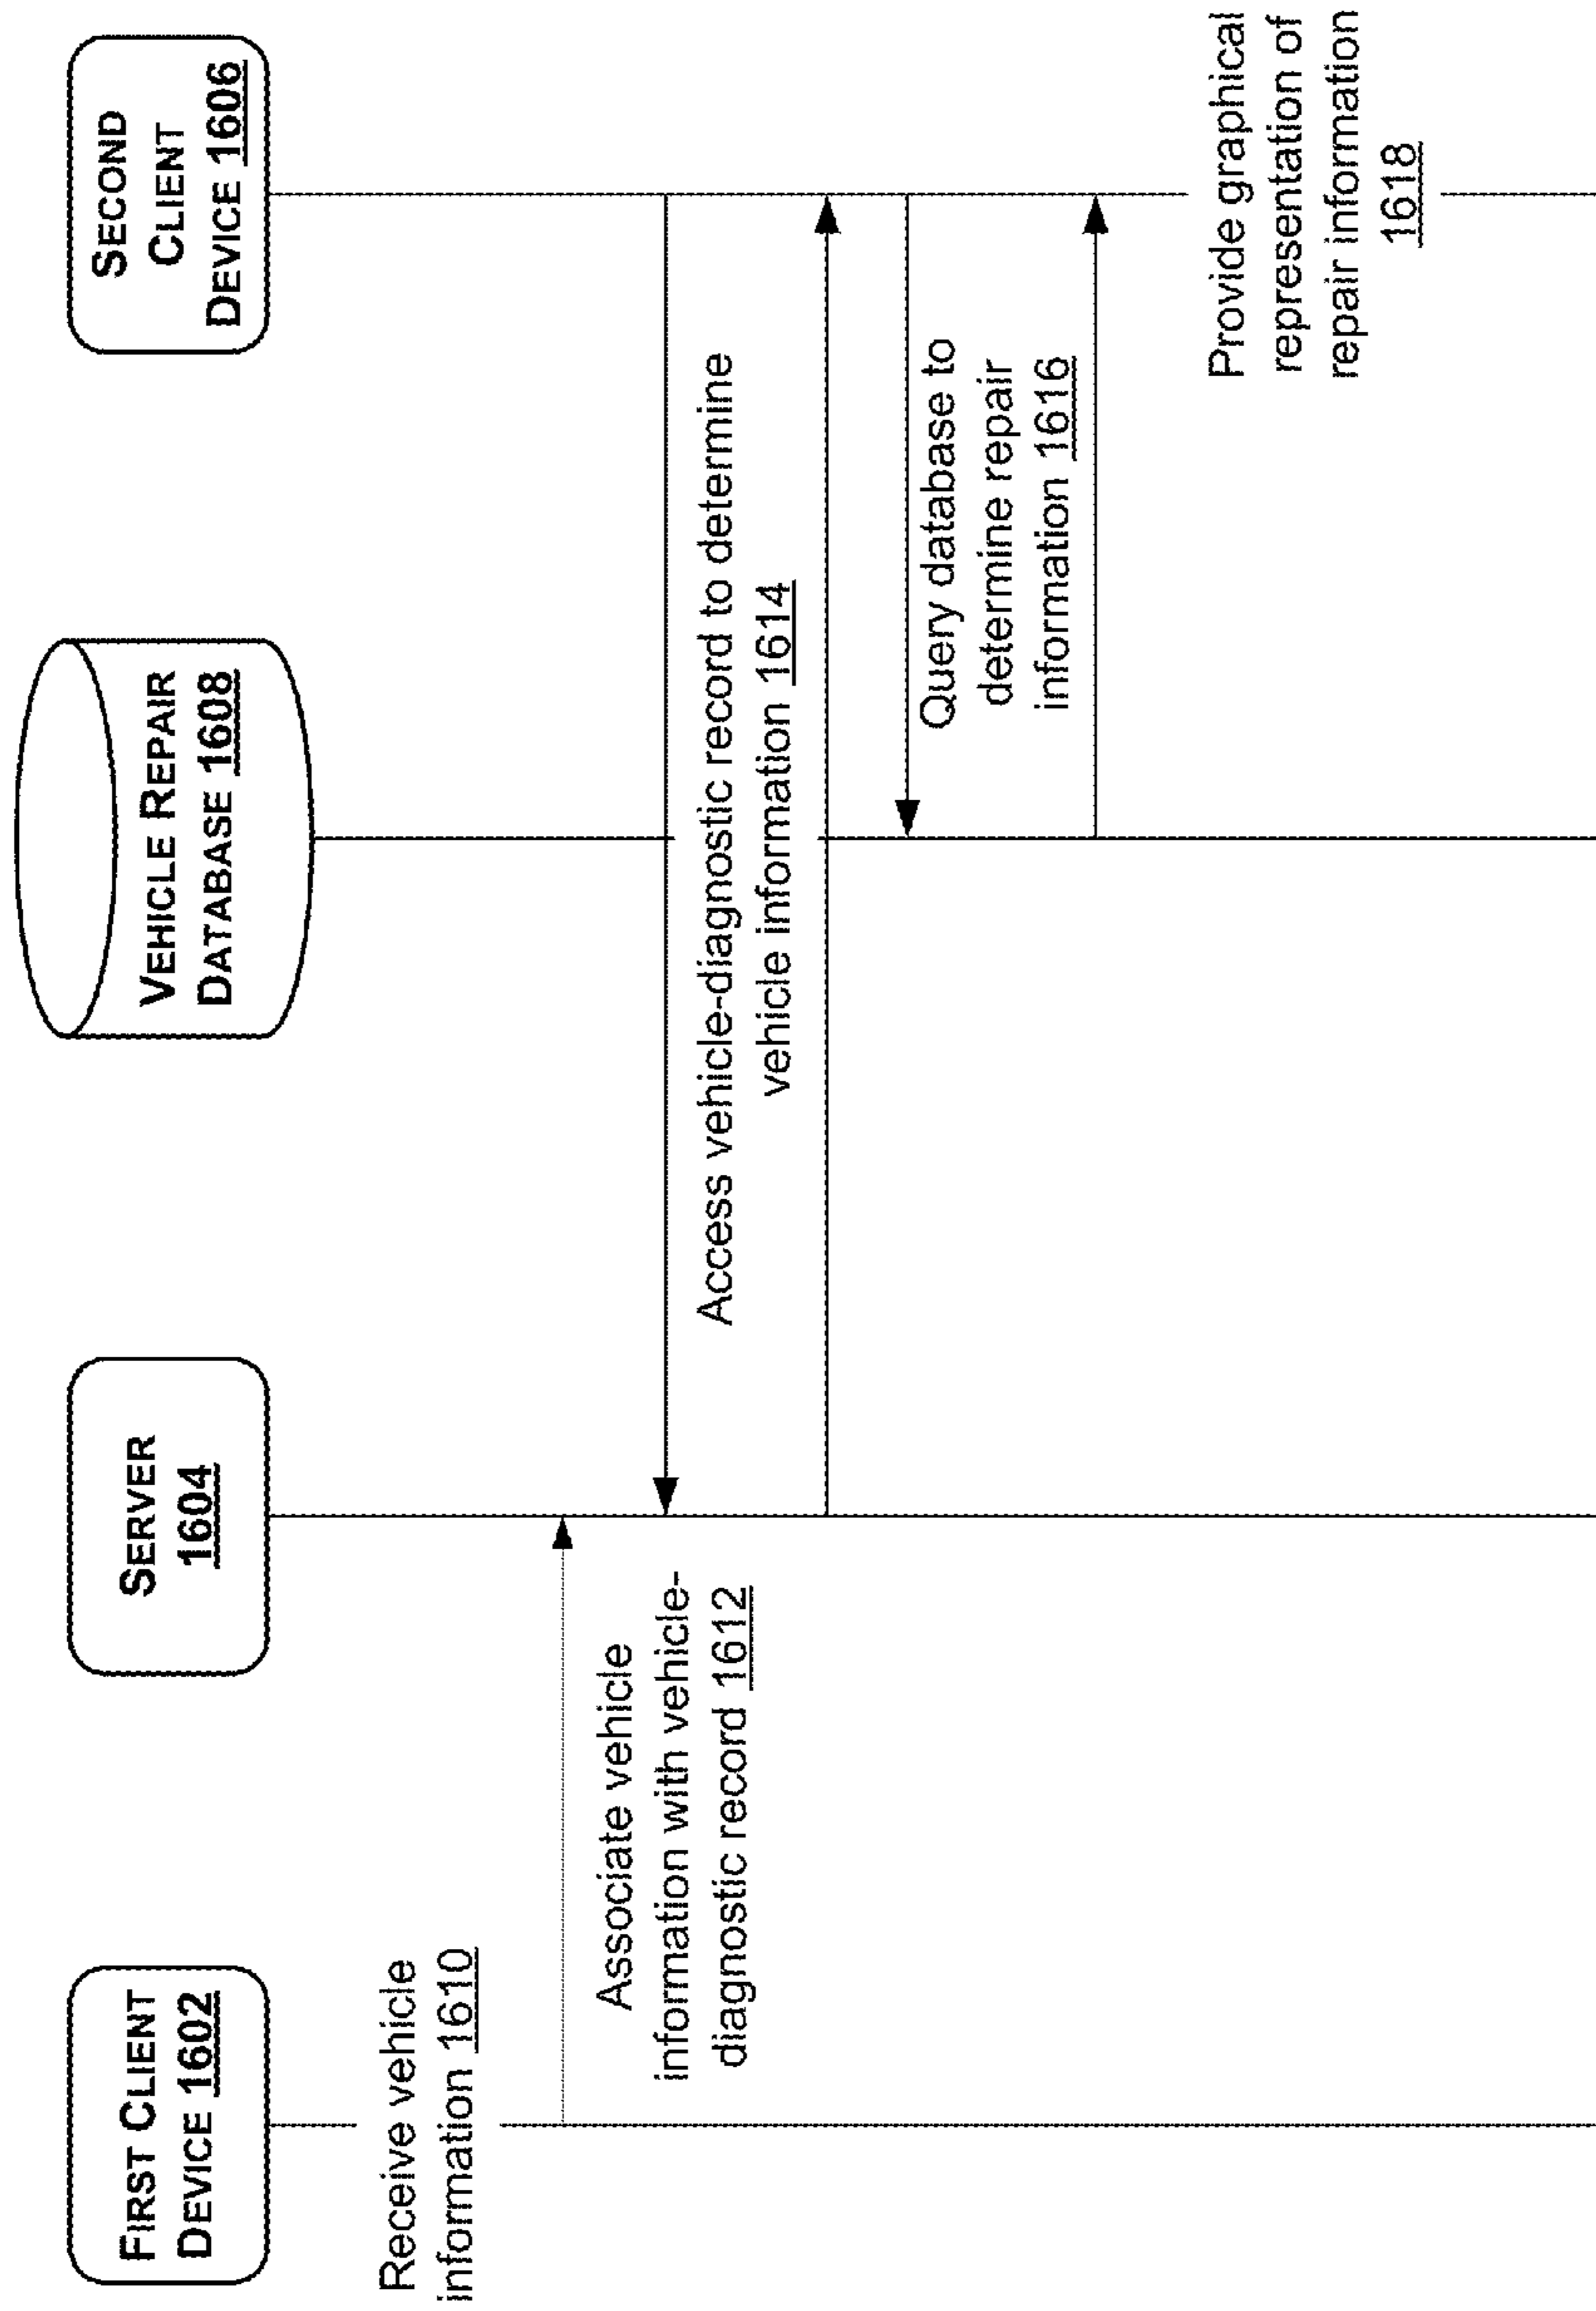 FIRST CLIENT
DEVICE 1602
SERVER
1604
VEHICLE REPAIR
DATABASE 1608
SECOND
CLIENT
DEVICE 1606
Receive vehicle
information 1610
Associate vehicle
information with vehicle-
diagnostic record 1612
Access vehicle-diagnostic record to determine
vehicle information 1614
Query database to
determine repair
information 1616
Provide graphical
representation of
repair information
1618